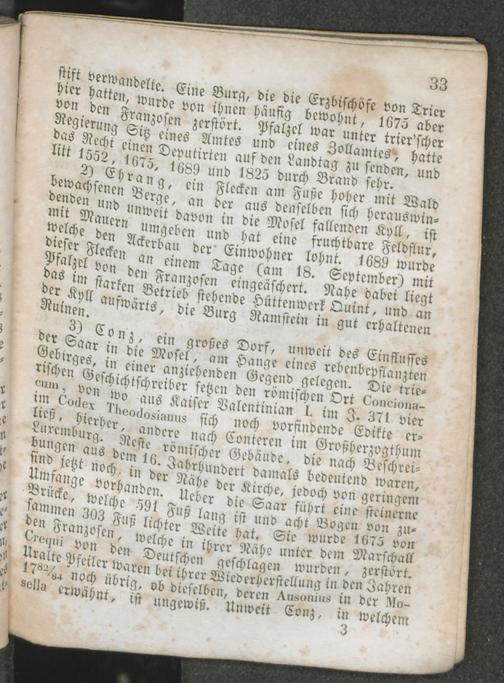 33
stift verwandelte. Eine Burg, die die Erzbischöfe von Trier
hier hatten, wurde von ihnen häufig bewohnt, 1675 aber
von den Franzosen zerstört. Pfalzel war unter trier'scher
Regierung Sitz eines Amtes und eines Zollamtes, hatte
das Recht einen Deputirten auf den Landtag zu senden, und
litt 1552, 1675, 1689 und 1825 durch Brand sehr.
2) Ehrang, ein Flecken am Fuße hoher mit Wald
bewachsenen Berge, an der aus denselben sich herauswin-
denden und unweit davon in die Mosel fallenden Kyll, ist
mit Mauern umgeben und hat eine fruchtbare Feldflur,
welche den Ackerbau der Einwohner lohnt. 1689 wurde
dieser Flecken an einem Tage (am 18. September) mit
Pfalzel von den Franzosen eingeäschert. Nahe dabei liegt
das im starken Betrieb stehende Hüttenwerk Quint, und an
der Kyll aufwärts, die Burg Ramstein in gut erhaltenen
Ruinen.
3) Conz, ein großes Dorf, unweit des Einflusses
der Saar in die Mosel, am Hange eines rebenbepflanzten
Gebirges, in einer anziehenden Gegend gelegen. Die trie-
rischen Geschichtschreiber setzen den römischen Ort Conciona-
cum, von wo aus Kaiser Valentinian I. im J. 371 vier
im Codex Theodosianus sich noch vorfindende Edikte er-
ließ, hierher, andere nach Conteren im Großherzogthum
Luxemburg. Reste römischer Gebäude, die nach Beschrei-
bungen aus dem 16. Jahrhundert damals bedeutend waren,
sind jetzt noch, in der Nähe der Kirche, jedoch von geringem
Umfange vorhanden. Ueber die Saar führt eine steinerne
Brücke, welche 591 Fuß lang ist und acht Bogen von zu-
sammen 303 Fuß lichter Weite hat. Sie wurde 1675 von
den Franzosen, welche in ihrer Nähe unter dem Marschall
Crequi von den Deutschen geschlagen wurden, zerstört.
Uralte Pfeiler waren bei ihrer Wiederherstellung in den Jahren
1782/84 noch übrig, ob dieselben, deren Ausonius in der Mo-
sella erwähnt, ist ungewiß. Unweit Conz, in welchem
3